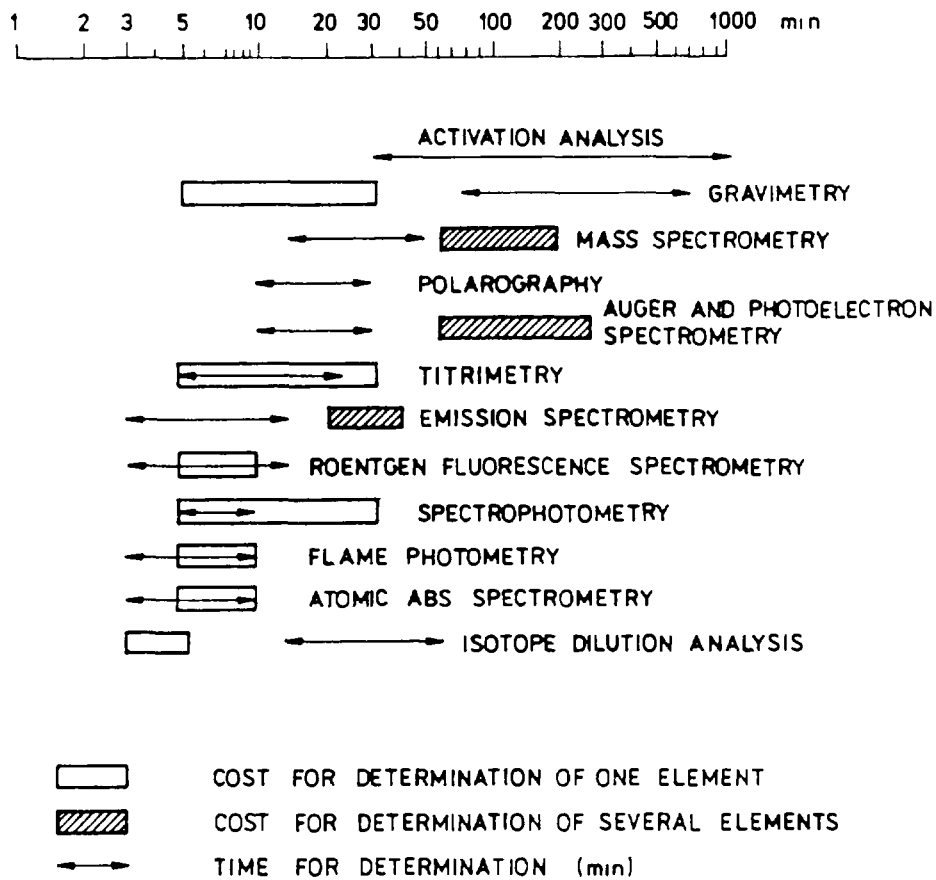 1 2 3 5 10 20 30 50 100 200 300 500 1000 min
ACTIVATION ANALYSIS
GRAVIMETRY
MASS SPECTROMETRY
POLAROGRAPHY
AUGER AND PHOTOELECTRON
SPECTROMETRY
TITRIMETRY
EMISSION SPECTROMETRY
ROENTGEN FLUORESCENCE SPECTROMETRY
SPECTROPHOTOMETRY
FLAME PHOTOMETRY
ATOMIC ABS SPECTROMETRY
ISOTOPE DILUTION ANALYSIS
COST FOR DETERMINATION OF ONE ELEMENT
COST FOR DETERMINATION OF SEVERAL ELEMENTS
TIME FOR DETERMINATION (min)